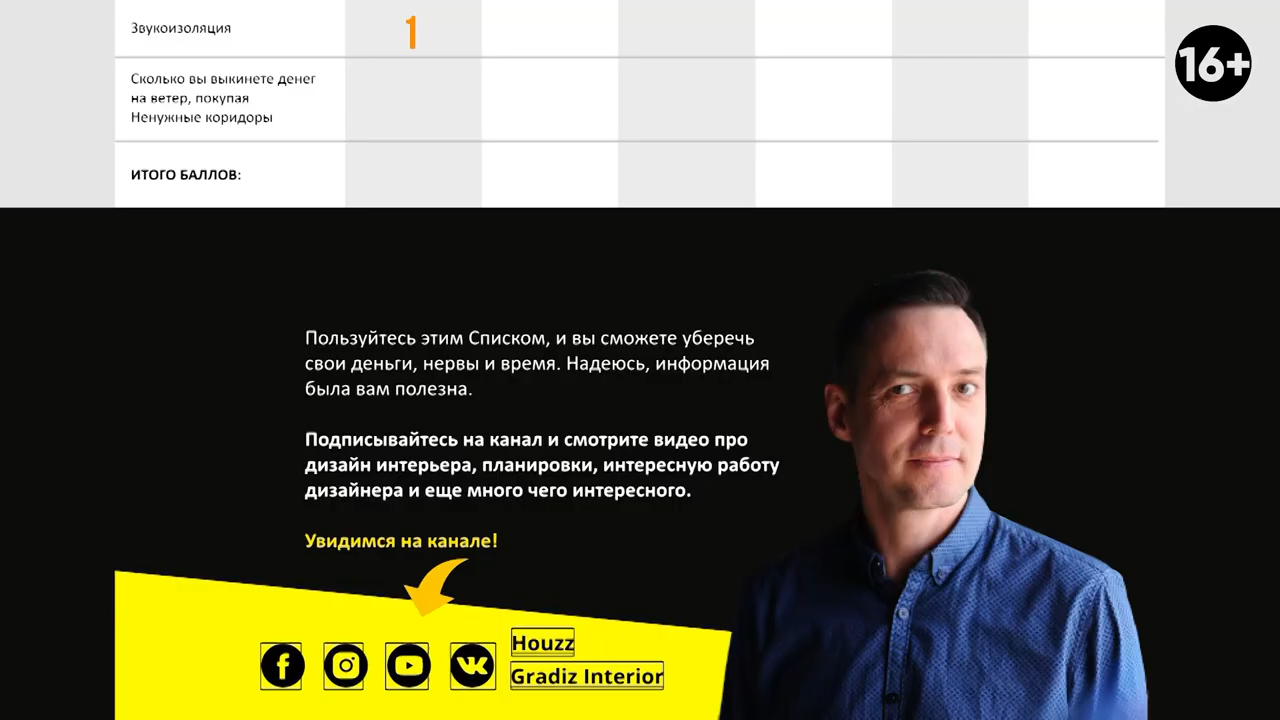 Звукоизоляция
1
16+
Сколько вы выкинете денег
на ветер, покупая
Ненужные коридоры
ИТОГО БАЛЛОВ:
Пользуйтесь этим Списком, и вы сможете уберечь
свои деньги, нервы и время. Надеюсь, информация
была вам полезна.
Подписывайтесь на канал и смотрите видео про
дизайн интерьера, планировки, интересную работу
дизайнера и еще много чего интересного.
Увидимся на канале!
Houzz
Gradiz Interior